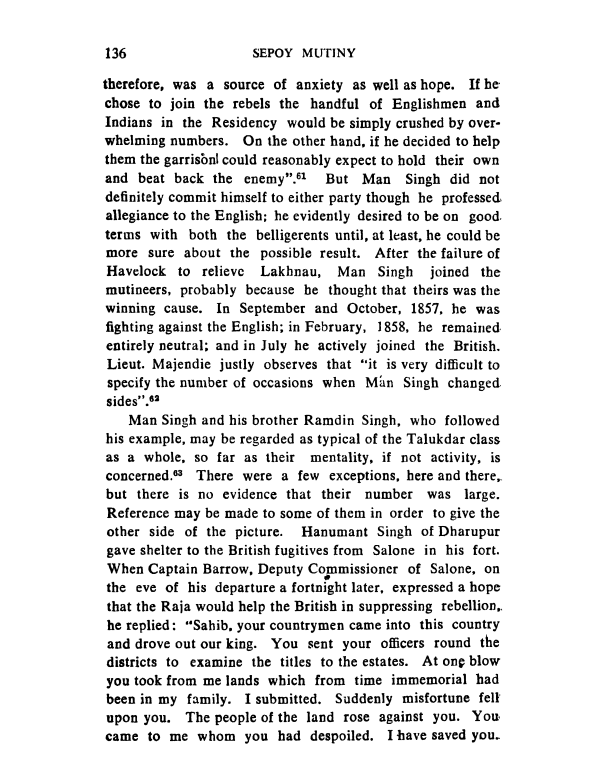 136 SEPOY MUTINY
therefore, was a source of anxiety as well as hope. If he
chose to join the rebels the handful of Englishmen and
Indians in the Residency would be simply crushed by over-
whelming numbers. On the other hand, if he decided to help
them the garrison could reasonably expect to hold their own
and beat back the enemy".61 But Man Singh did not
definitely commit himself to either party though he professed
allegiance to the English; he evidently desired to be on good
terms with both the belligerents until, at least, he could be
more sure about the possible result. After the failure of
Havelock to relieve Lakhnau, Man Singh joined the
mutineers, probably because he thought that theirs was the
winning cause. In September and October, 1857, he was
fighting against the English; in February, 1858, he remained
entirely neutral; and in July he actively joined the British.
Lieut. Majendie justly observes that "it is very difficult to
specify the number of occasions when Man Singh changed
sides".62
Man Singh and his brother Ramdin Singh, who followed
his example, may be regarded as typical of the Talukdar class
as a whole, so far as their mentality, if not activity, is
concerned.63 There were a few exceptions, here and there,
but there is no evidence that their number was large.
Reference may be made to some of them in order to give the
other side of the picture. Hanumant Singh of Dharupur
gave shelter to the British fugitives from Salone in his fort.
When Captain Barrow, Deputy Commissioner of Salone, on
the eve of his departure a fortnight later, expressed a hope
that the Raja would help the British in suppressing rebellion,
he replied: "Sahib, your countrymen came into this country
and drove out our king. You sent your officers round the
districts to examine the titles to the estates. At one blow
you took from me lands which from time immemorial had
been in my family. I submitted. Suddenly misfortune fell
upon you. The people of the land rose against you. You
came to me whom you had despoiled. I have saved you.